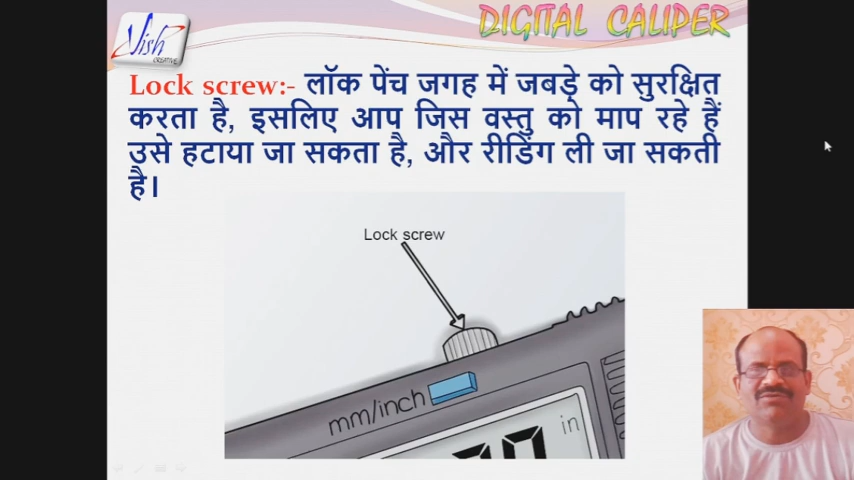 Vish
CREATIVE
DIGITAL CALIPER
Lock screw:- लॉक पेंच जगह में जबड़े को सुरक्षित
करता है, इसलिए आप जिस वस्तु को माप रहे हैं
उसे हटाया जा सकता है, और रीडिंग ली जा सकती
है।
Lock screw
mm/inch
in